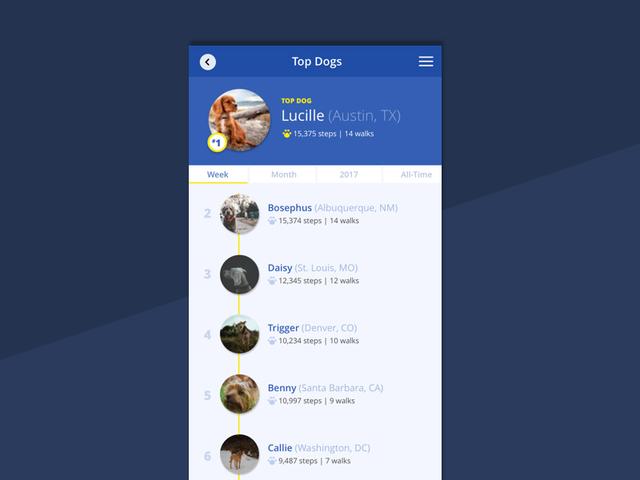 Top Dogs
TOP DOG
Lucille (Austin, TX)
15,375 steps | 14 walks
#1
Week Month 2017 All-Time
2
Bosephus (Albuquerque, NM)
15,374 steps | 14 walks
3
Daisy (St. Louis, MO)
12,345 steps | 12 walks
4
Trigger (Denver, CO)
10,234 steps | 10 walks
5
Benny (Santa Barbara, CA)
10,997 steps | 9 walks
6
Callie (Washington, DC)
9,487 steps | 7 walks